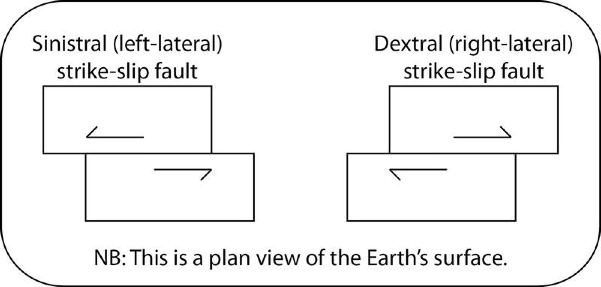 Sinistral (left-lateral)
strike-slip fault
Dextral (right-lateral)
strike-slip fault
NB: This is a plan view of the Earth's surface.